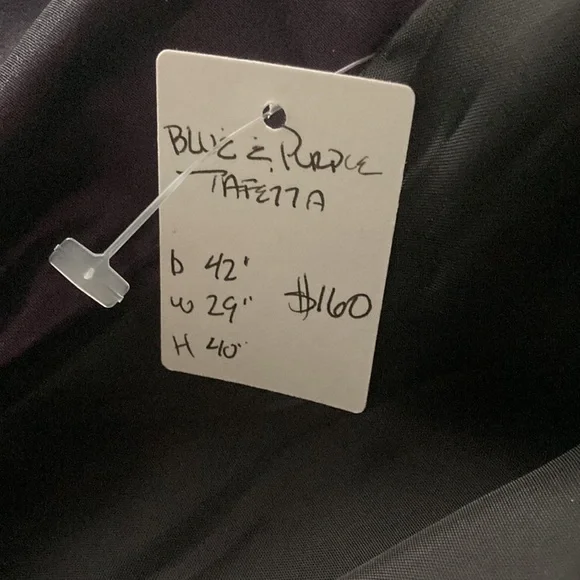 BLUE & PURPLE
TAFETTA
b 42"
w 29" $160
H 40"